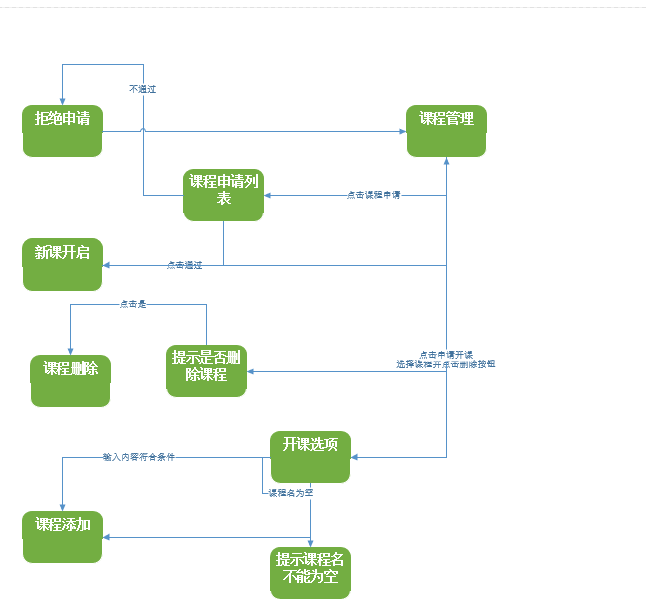 不通过
拒绝申请
课程管理
课程申请列
表
点击课程申请
新课开启
点击通过
点击是
提示是否删
除课程
课程删除
点击申请开课
选择课程并点击删除按钮
开课选项
输入内容符合条件
课程名为空
课程添加
提示课程名
不能为空